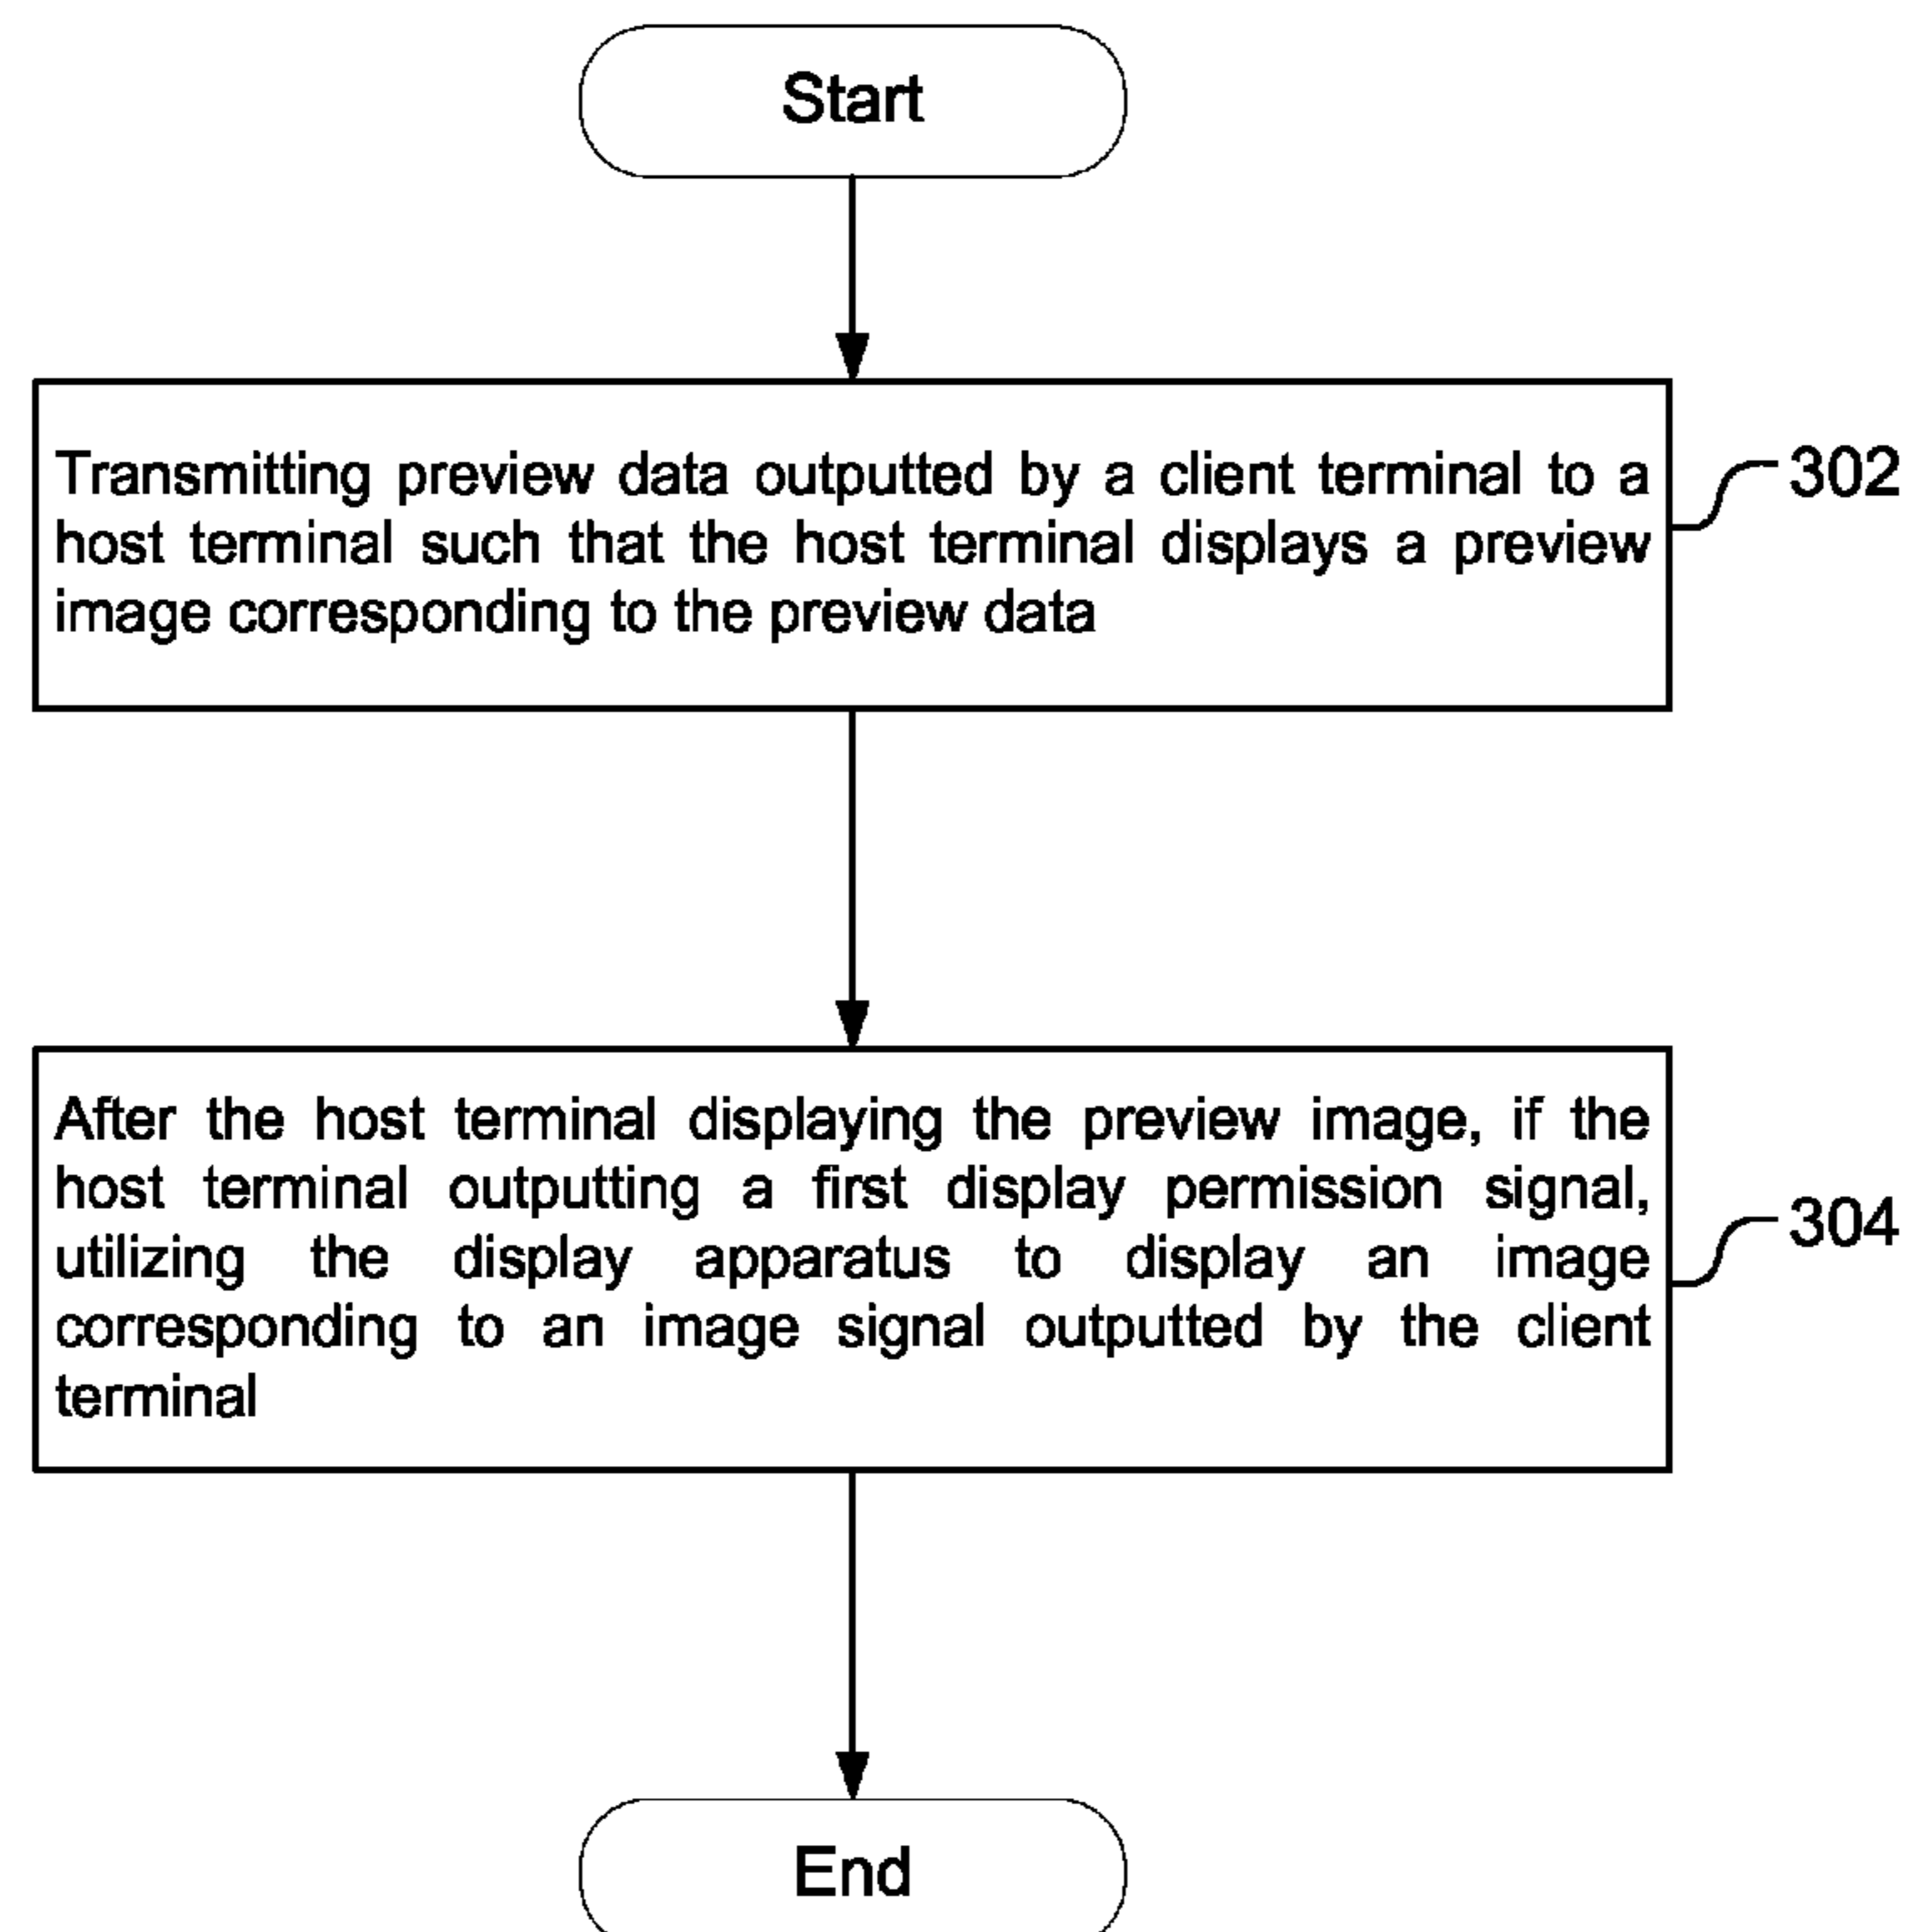 Start
Transmitting preview data outputted by a client terminal to a
host terminal such that the host terminal displays a preview
image corresponding to the preview data
302
After the host terminal displaying the preview image, if the
host terminal outputting a first display permission signal,
utilizing the display apparatus to display an image
corresponding to an image signal outputted by the client
terminal
304
End